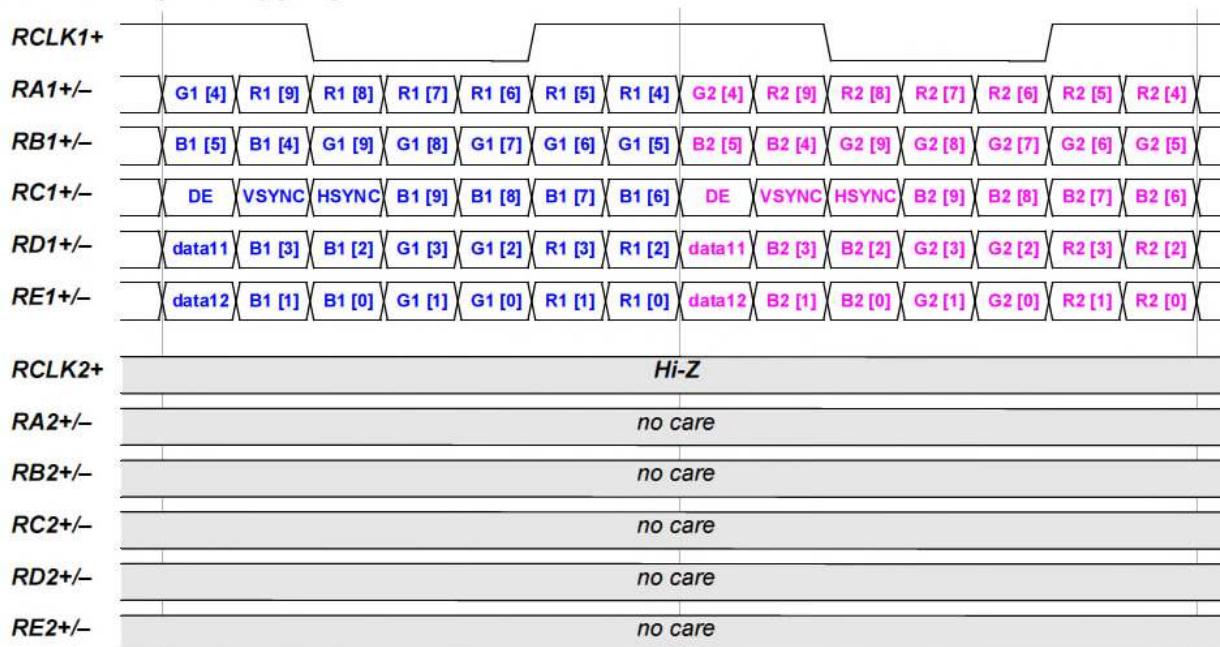 RCLK1+
RA1+/– G1 [4] R1 [9] R1 [8] R1 [7] R1 [6] R1 [5] R1 [4] G2 [4] R2 [9] R2 [8] R2 [7] R2 [6] R2 [5] R2 [4]
RB1+/– B1 [5] B1 [4] G1 [9] G1 [8] G1 [7] G1 [6] G1 [5] B2 [5] B2 [4] G2 [9] G2 [8] G2 [7] G2 [6] G2 [5]
RC1+/– DE VSYNC HSYNC B1 [9] B1 [8] B1 [7] B1 [6] DE VSYNC HSYNC B2 [9] B2 [8] B2 [7] B2 [6]
RD1+/– data11 B1 [3] B1 [2] G1 [3] G1 [2] R1 [3] R1 [2] data11 B2 [3] B2 [2] G2 [3] G2 [2] R2 [3] R2 [2]
RE1+/– data12 B1 [1] B1 [0] G1 [1] G1 [0] R1 [1] R1 [0] data12 B2 [1] B2 [0] G2 [1] G2 [0] R2 [1] R2 [0]
RCLK2+ Hi-Z
RA2+/– no care
RB2+/– no care
RC2+/– no care
RD2+/– no care
RE2+/– no care